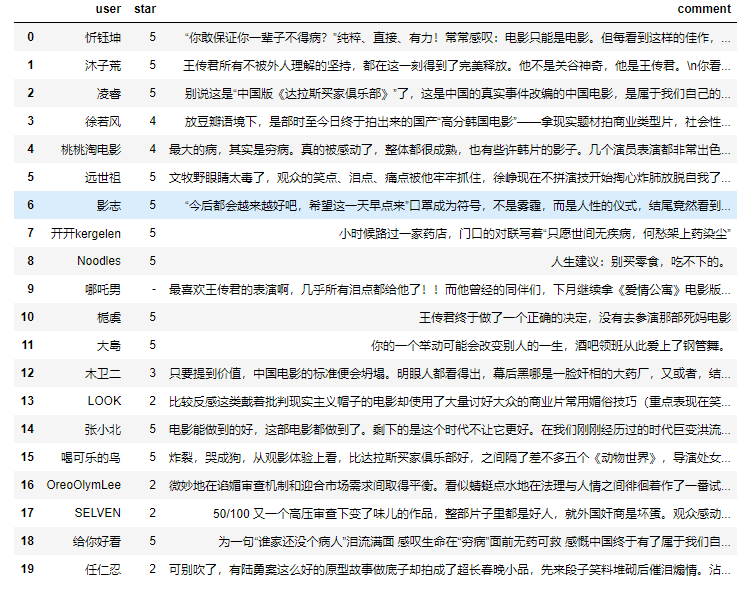 user star comment
0 忻钰坤 5 “你敢保证你一辈子不得病？”纯粹、直接、有力！常常感叹：电影只能是电影。但每看到这样的佳作，...
1 沐子荒 5 王传君所有不被外人理解的坚持，都在这一刻得到了完美释放。他不是关谷神奇，他是王传君。\n你看...
2 凌睿 5 别说这是“中国版《达拉斯买家俱乐部》”了，这是中国的真实事件改编的中国电影，是属于我们自己的...
3 徐若风 4 放豆瓣语境下，是部时至今日终于拍出来的国产“高分韩国电影”——拿现实题材拍商业类型片，社会性...
4 桃桃淘电影 4 最大的病，其实是穷病。真的被感动了，整体都很成熟，也有些许韩片的影子。几个演员表演都非常出色...
5 远世祖 5 文牧野眼睛太毒了，观众的笑点、泪点、痛点被他牢牢抓住，徐峥现在不拼演技开始掏心炸肺放脱自我了...
6 影志 5 “今后都会越来越好吧，希望这一天早点来”口罩成为符号，不是雾霾，而是人性的仪式，结尾竟然看到...
7 开开kergelen 5 小时候路过一家药店，门口的对联写着“只愿世间无疾病，何愁架上药染尘”
8 Noodles 5 人生建议：别买零食，吃不下的。
9 哪吒男 - 最喜欢王传君的表演啊，几乎所有泪点都给他了！！而他曾经的同伴们，下月继续拿《爱情公寓》电影版...
10 栀虞 5 王传君终于做了一个正确的决定，没有去参演那部死妈电影
11 大島 5 你的一个举动可能会改变别人的一生，酒吧领班从此爱上了钢管舞。
12 木卫二 3 只要提到价值，中国电影的标准便会坍塌。明眼人都看得出，幕后黑哪是一脸奸相的大药厂，又或者，结...
13 LOOK 2 比较反感这类戴着批判现实主义帽子的电影却使用了大量讨好大众的商业片常用媚俗技巧（重点表现在笑...
14 张小北 5 电影能做到的好，这部电影都做到了。剩下的是这个时代不让它更好。在我们刚刚经历过的时代巨变洪流...
15 喝可乐的鸟 5 炸裂，哭成狗，从观影体验上看，比达拉斯买家俱乐部好，之间隔了差不多五个《动物世界》，导演处女...
16 OreoOlymLee 2 微妙地在谄媚审查机制和迎合市场需求间取得平衡。看似蜻蜓点水地在法理与人情之间徘徊着作了一番试...
17 SELVEN 2 50/100 又一个高压审查下变了味儿的作品，整部片子里都是好人，就外国奸商是坏蛋。观众感动...
18 给你好看 5 为一句“谁家还没个病人”泪流满面 感叹生命在“穷病”面前无药可救 感慨中国终于有了属于我们自...
19 任仁忍 2 可别吹了，有陆勇案这么好的原型故事做底子却拍成了超长春晚小品，先来段子笑料堆砌后催泪煽情。沾...